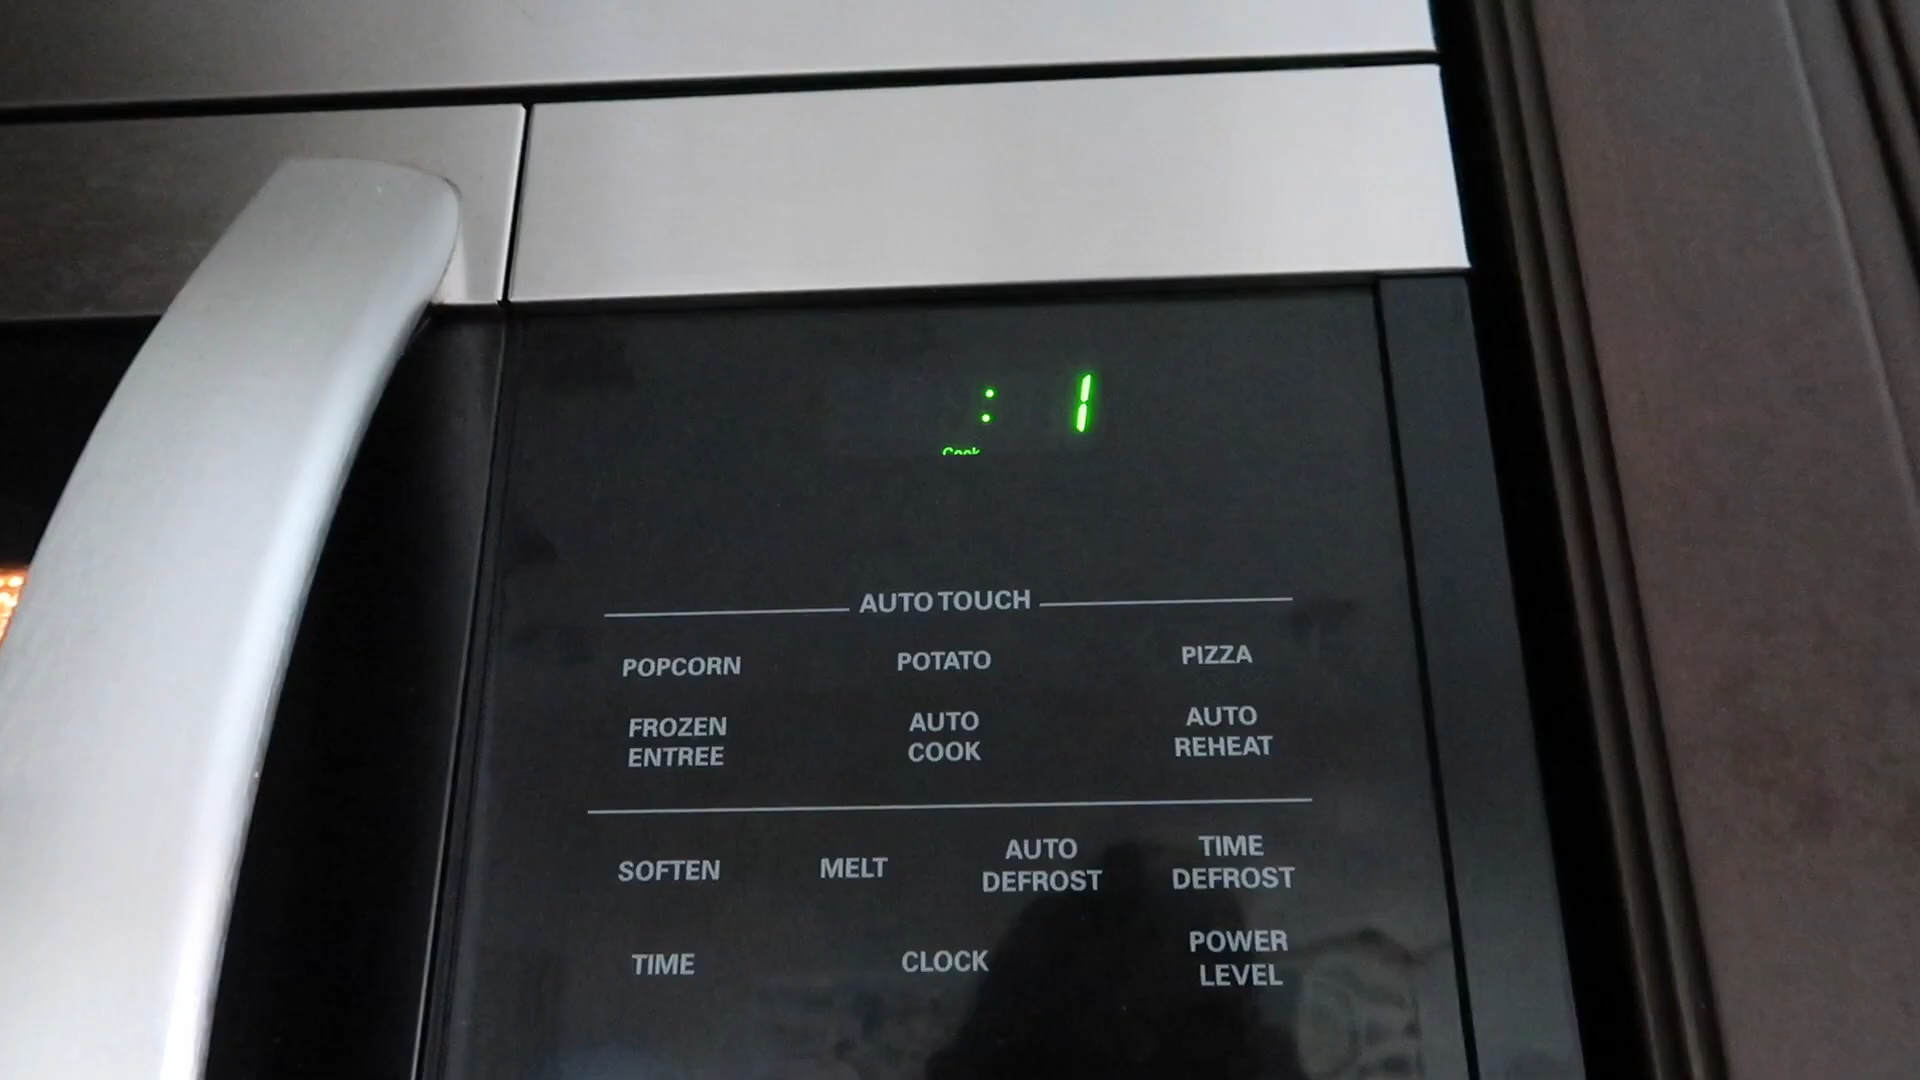 : 1
Cook
AUTO TOUCH
POPCORN POTATO PIZZA
FROZEN ENTREE AUTO COOK AUTO REHEAT
SOFTEN MELT AUTO DEFROST TIME DEFROST
TIME CLOCK POWER LEVEL